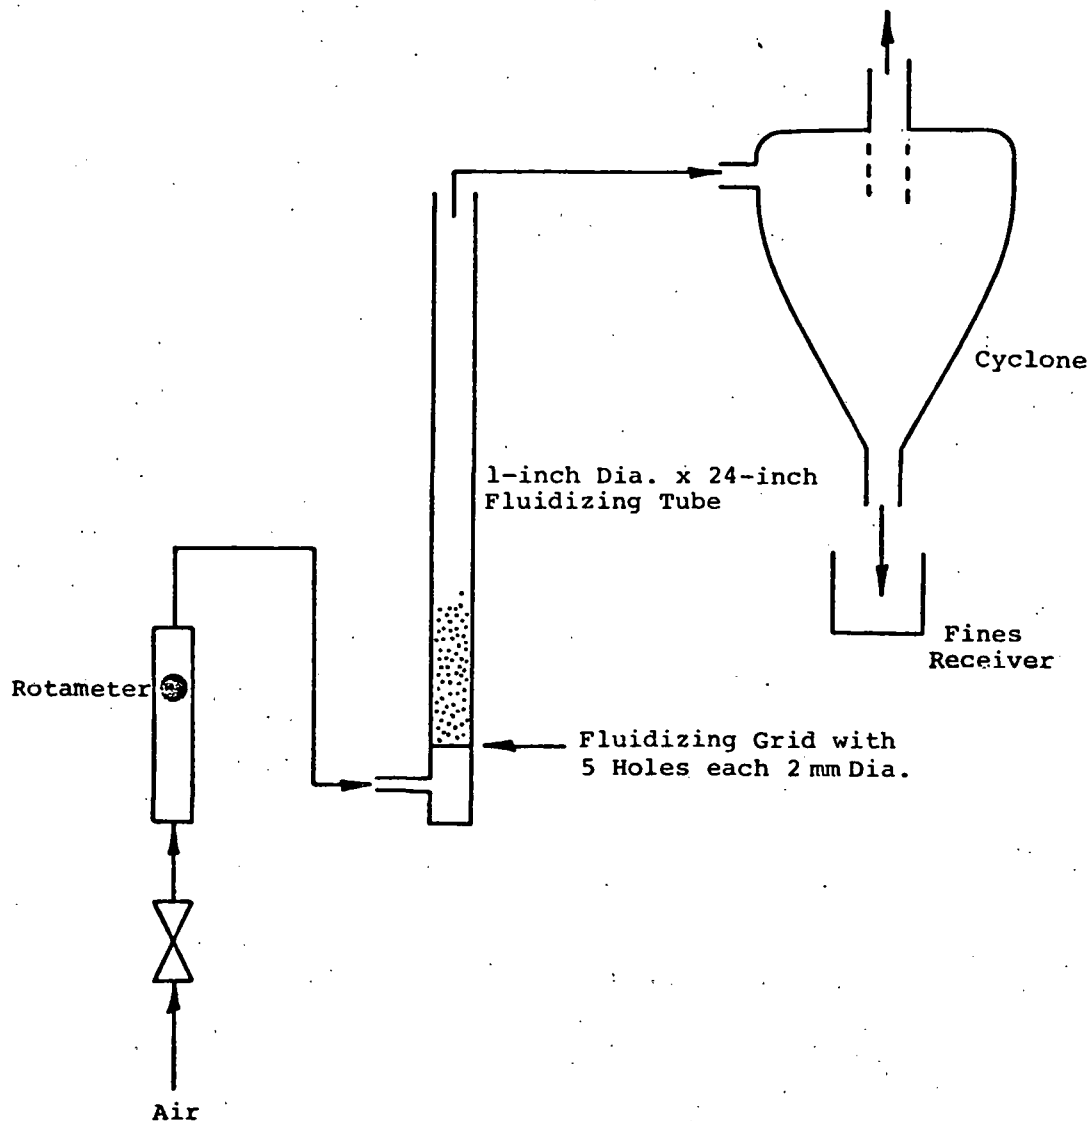 Cyclone
1-inch Dia. x 24-inch
Fluidizing Tube
Fines
Receiver
Rotameter
Fluidizing Grid with
5 Holes each 2 mm Dia.
Air